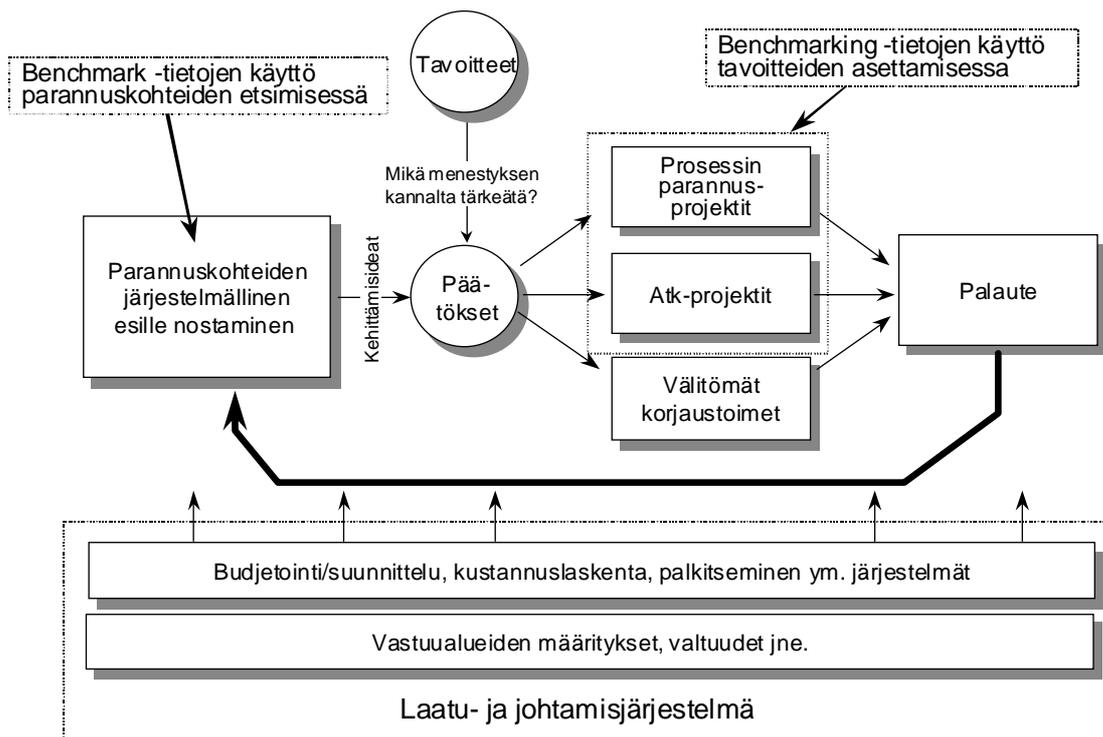 Benchmark -tietojen käyttö
parannuskohteiden etsimisessä
Tavoitteet
Benchmarking -tietojen käyttö
tavoitteiden asettamisessa
Mikä menestyksen
kannalta tärkeätä?
Parannuskohteiden
järjestelmällinen
esille nostaminen
Kehittämisideat
Pää-
tökset
Prosessin
parannus-
projektit
Atk-projektit
Välitömät
korjaustoimet
Palaute
Budjetointi/suunnittelu, kustannuslaskenta, palkitseminen ym. järjestelmät
Vastuualueiden määritykset, valtuudet jne.
Laatu- ja johtamisjärjestelmä